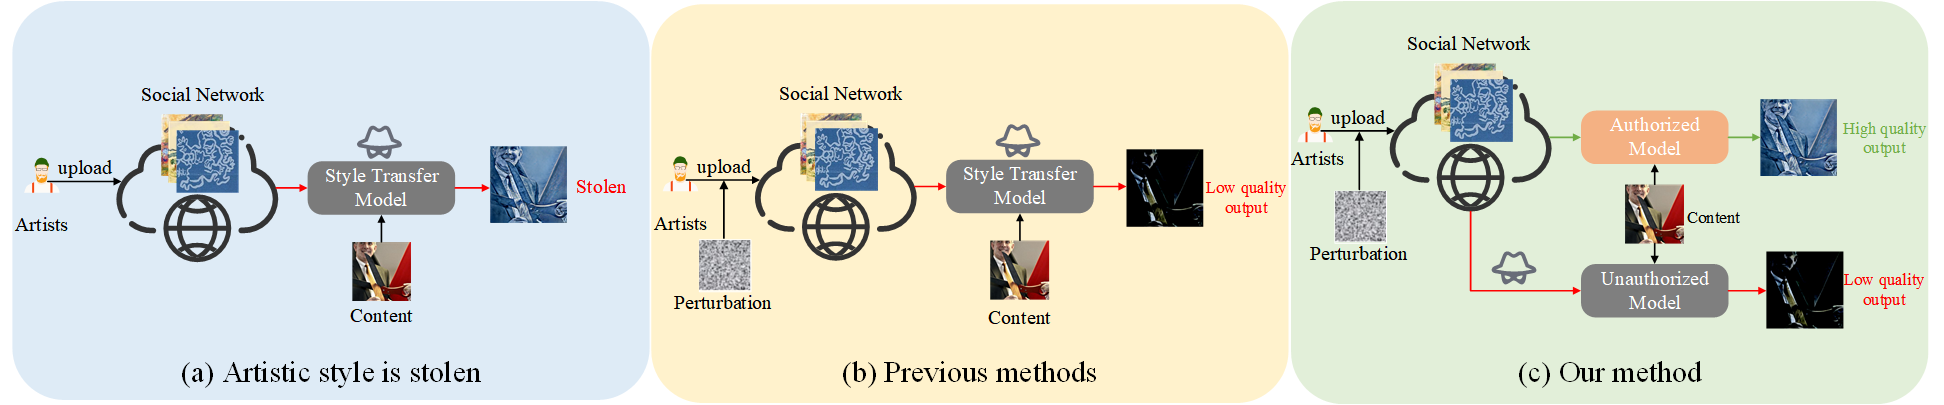 Social Network
upload
Artists
Style Transfer
Model
Stolen
Content
(a) Artistic style is stolen
Social Network
upload
Artists
Perturbation
Style Transfer
Model
Low quality
output
Content
(b) Previous methods
Social Network
upload
Artists
Perturbation
Authorized
Model
High quality
output
Content
Unauthorized
Model
Low quality
output
(c) Our method